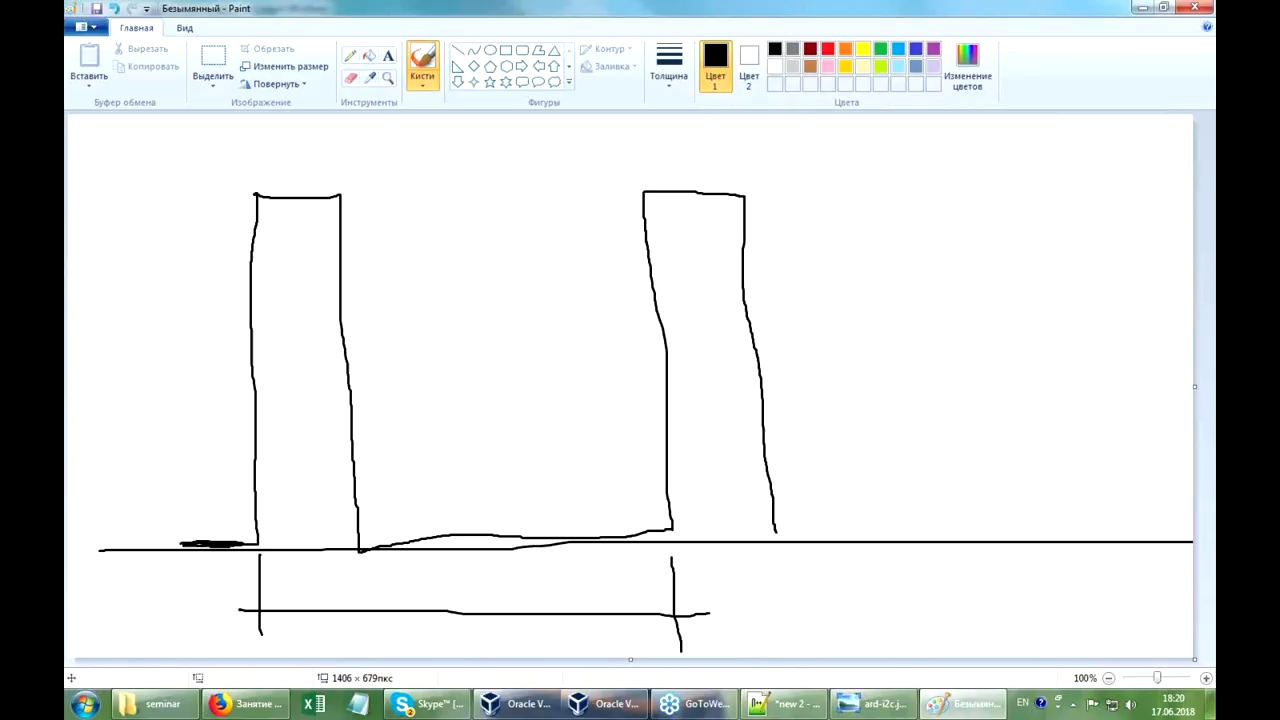 Безымянный - Paint
Главная Вид
Вставить
Вырезать
Копировать
Буфер обмена
Выделить
Обрезать
Изменить размер
Повернуть
Изображение
A
Инструменты
Кисти
Контур
Заливка
Фигуры
Толщина
Цвет 1
Цвет 2
Изменение цветов
Цвета
1406 × 679пкс
100%
seminar
Занятие ...
Skype™ [...
2
Oracle V...
Oracle V...
GoToWe...
*new 2 - ...
ard-i2c.j...
Безымян...
EN
18:20
17.06.2018